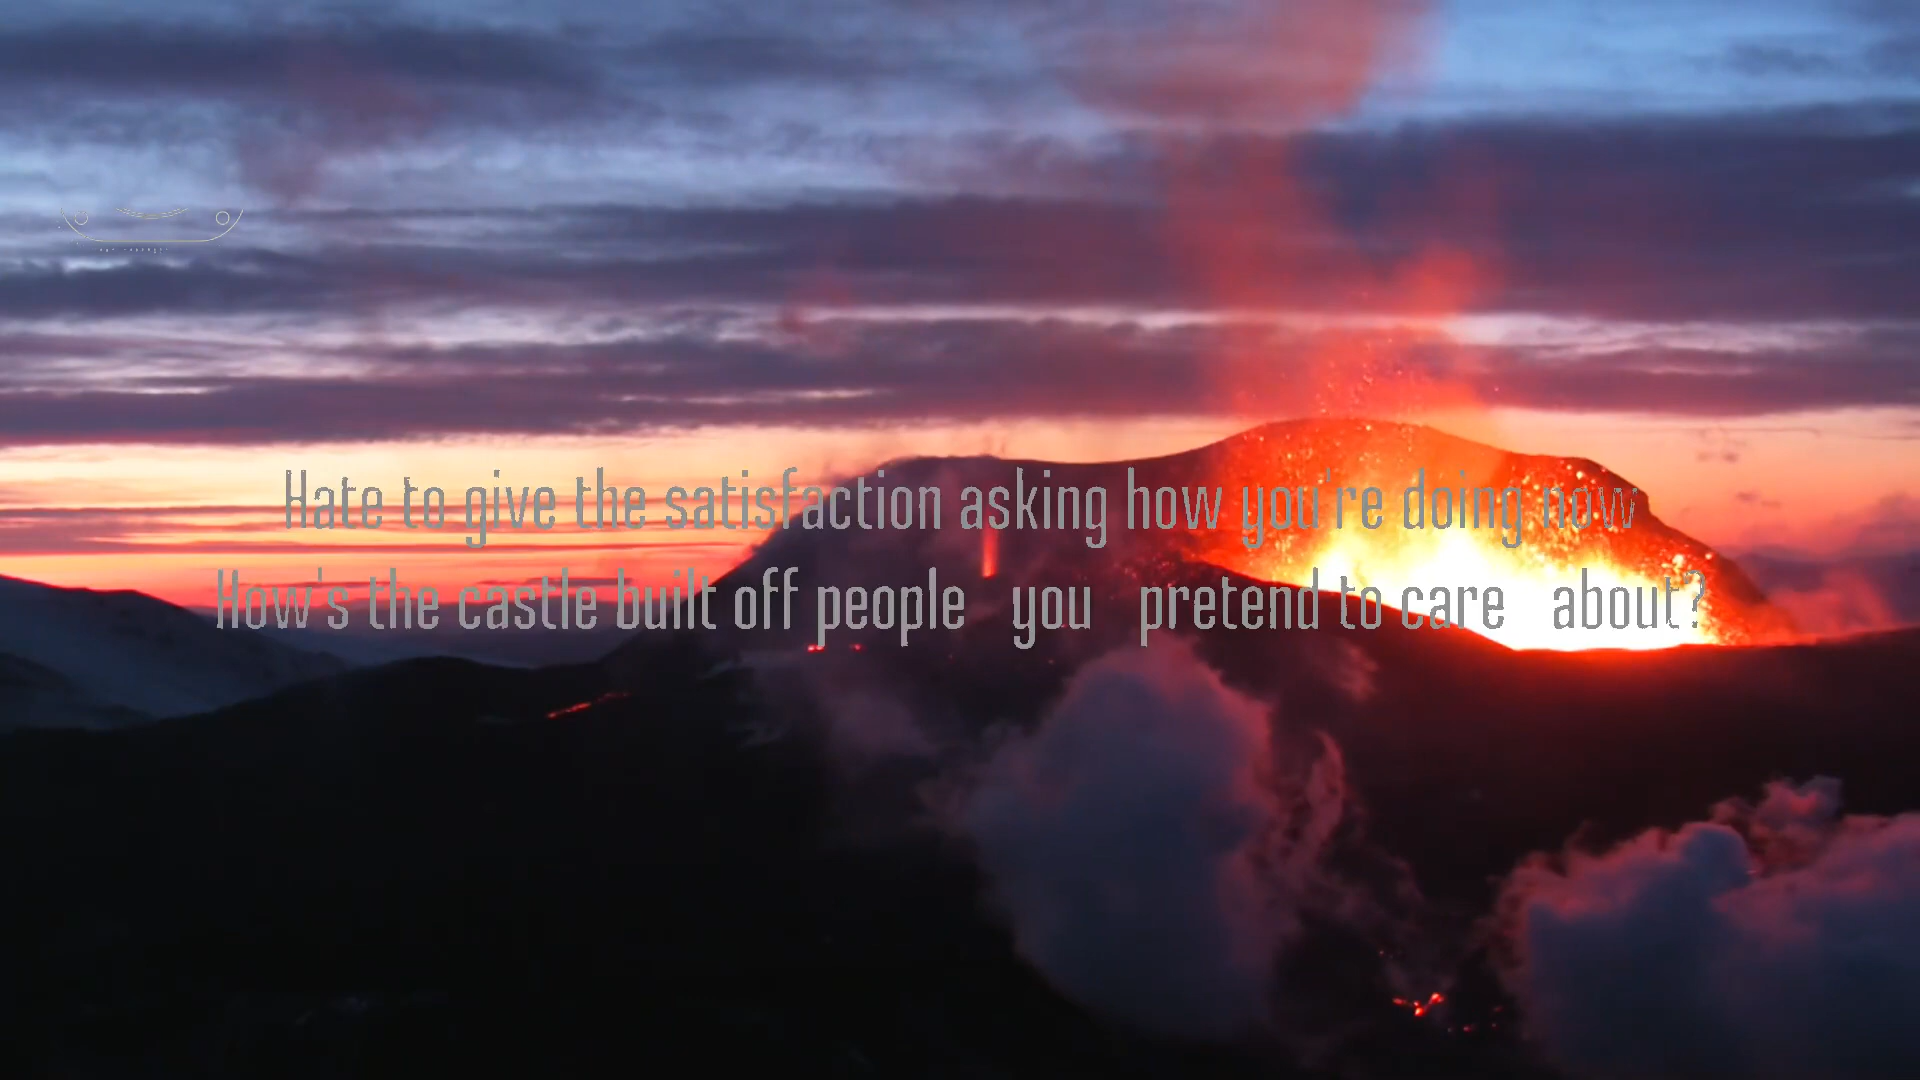 Hate to give the satisfaction asking how you're doing now
How's the castle built off people you pretend to care about?